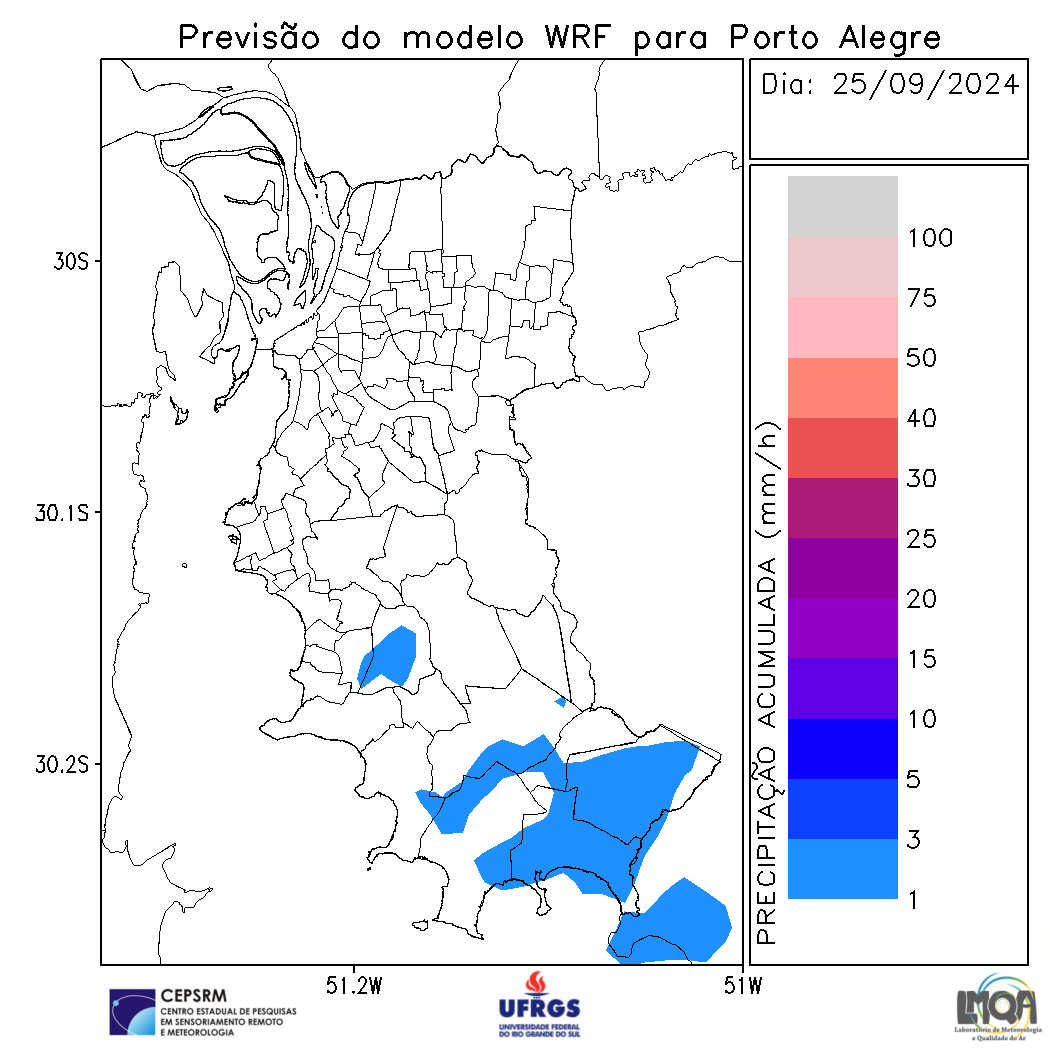 Previsão do modelo WRF para Porto Alegre
Dia: 25/09/2024
30S
30.1S
30.2S
51.2W
51W
PRECIPITAÇÃO ACUMULADA (mm/h)
100
75
50
40
30
25
20
15
10
5
3
1
CEPSRM
CENTRO ESTADUAL DE PESQUISAS
EM SENSORIAMENTO REMOTO
E METEOROLOGIA
UFRGS
UNIVERSIDADE FEDERAL
DO RIO GRANDE DO SUL
LMQA
Laboratório de Meteorologia
e Qualidade do Ar